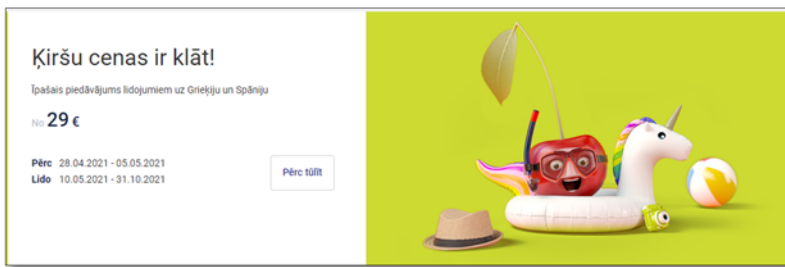 Ķiršu cenas ir klāt!
Īpašais piedāvājums lidojumiem uz Grieķiju un Spāniju
No 29 €
Pērc 28.04.2021 - 05.05.2021
Lido 10.05.2021 - 31.10.2021
Pērc tūlīt